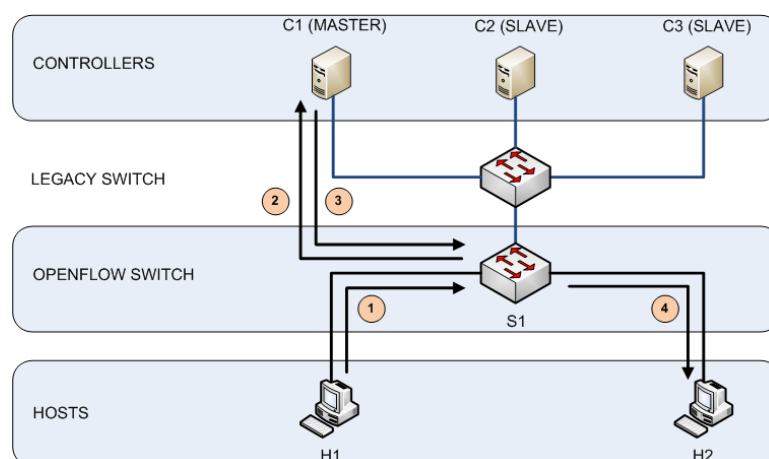 C1 (MASTER)
C2 (SLAVE)
C3 (SLAVE)
CONTROLLERS
LEGACY SWITCH
2
3
OPENFLOW SWITCH
1
4
S1
HOSTS
H1
H2